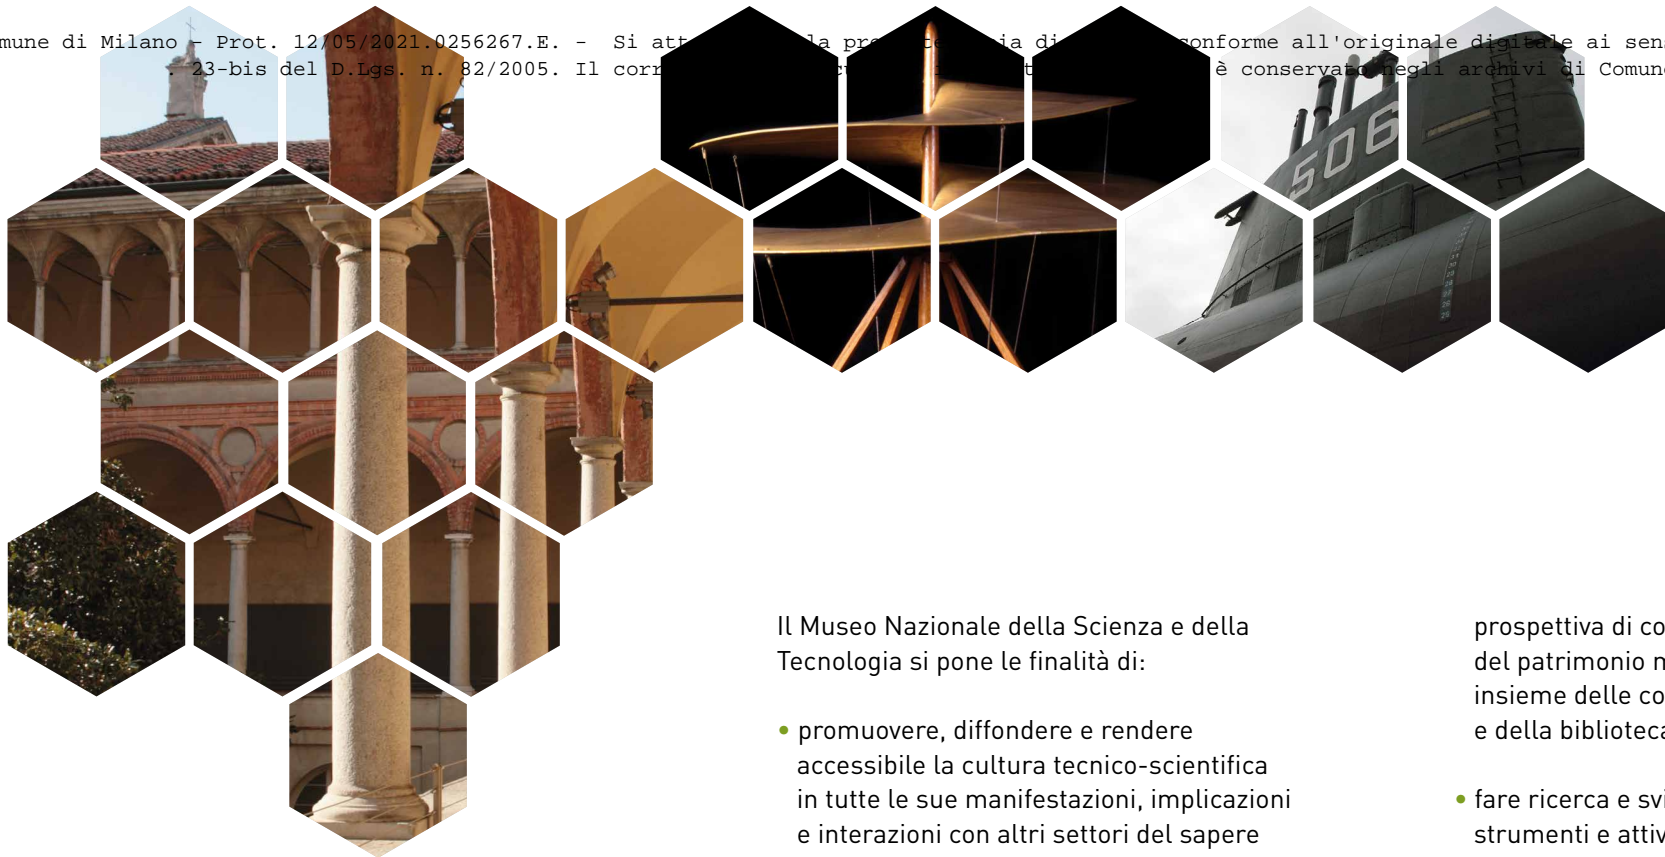 mune di Milano - Prot. 12/05/2021.0256267.E. - Si att la pr ia di conforme all'originale digitale ai sens
. 23-bis del D.Lgs. n. 82/2005. Il corr è conservato negli archivi di Comune
506
Il Museo Nazionale della Scienza e della
Tecnologia si pone le finalità di:
• promuovere, diffondere e rendere
accessibile la cultura tecnico-scientifica
in tutte le sue manifestazioni, implicazioni
e interazioni con altri settori del sapere
prospettiva di co
del patrimonio m
insieme delle co
e della biblioteca
• fare ricerca e svi
strumenti e attiv